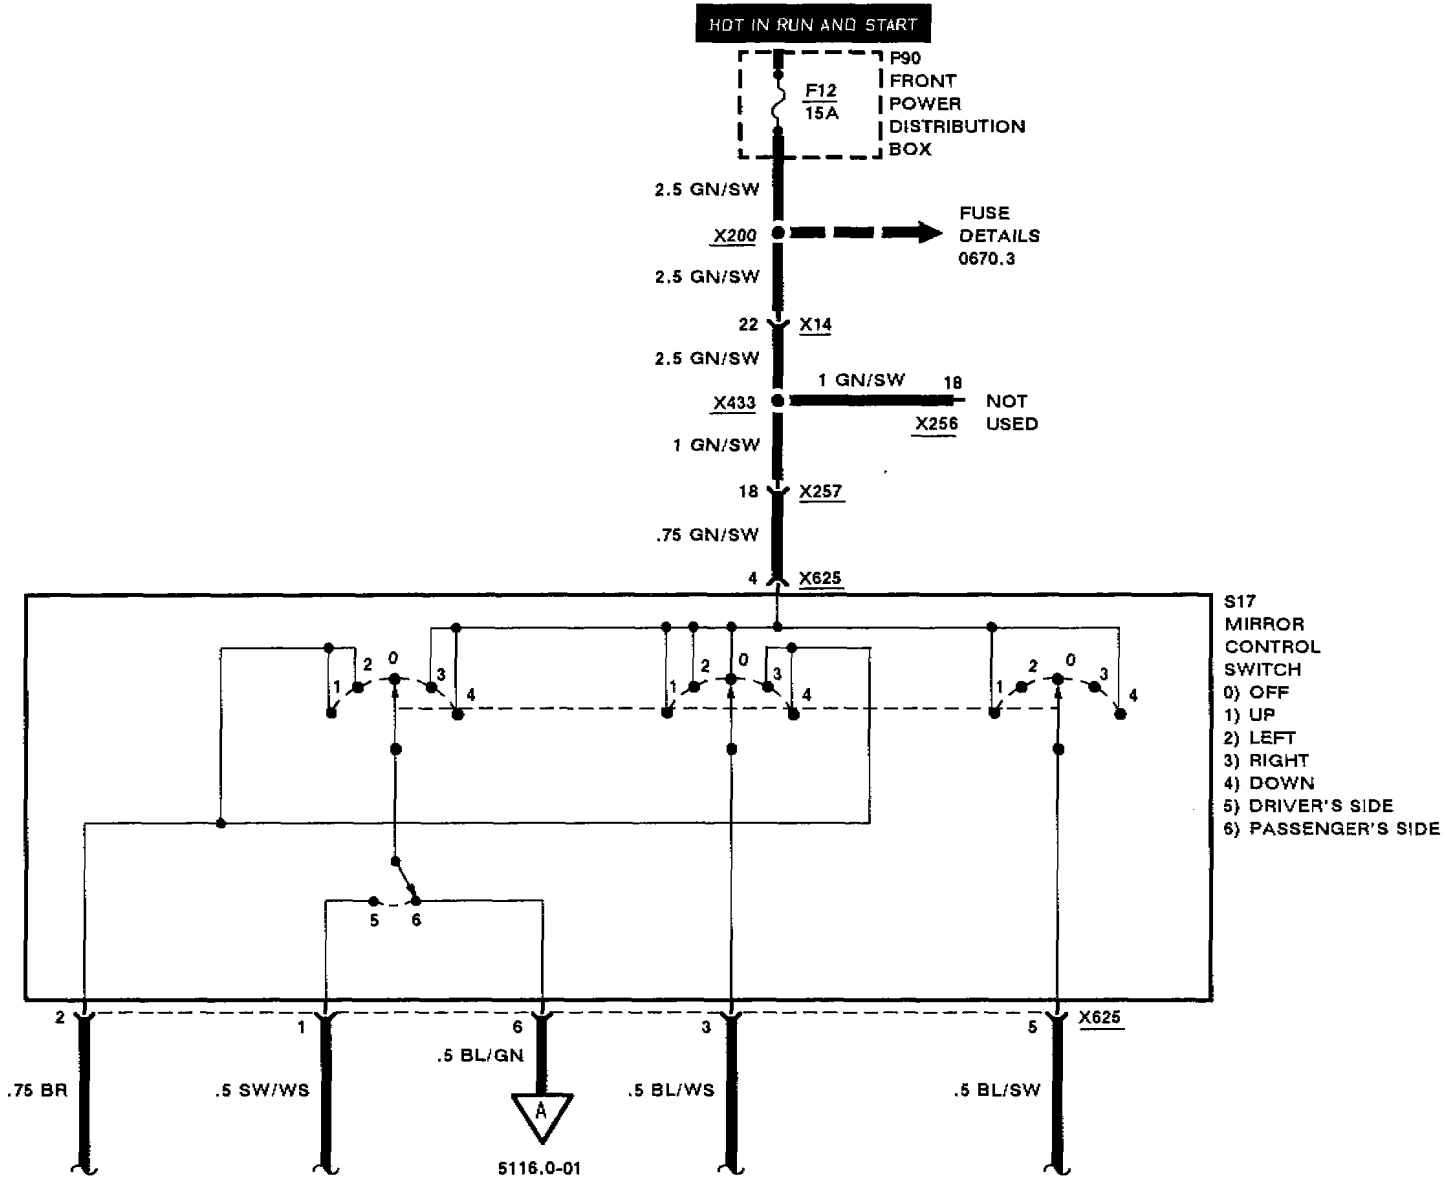 HOT IN RUN AND START
P90
FRONT
POWER
DISTRIBUTION
BOX
F12
15A
2.5 GN/SW
X200
FUSE
DETAILS
0670.3
2.5 GN/SW
22
X14
2.5 GN/SW
1 GN/SW
18
X433
NOT
USED
X256
1 GN/SW
18
X257
.75 GN/SW
4
X625
S17
MIRROR
CONTROL
SWITCH
0) OFF
1) UP
2) LEFT
3) RIGHT
4) DOWN
5) DRIVER'S SIDE
6) PASSENGER'S SIDE
1 2 0 3 4
1 2 0 3 4
1 2 0 3 4
5 6
2
1
6
3
5
X625
.75 BR
.5 SW/WS
.5 BL/GN
.5 BL/WS
.5 BL/SW
A
5116.0-01